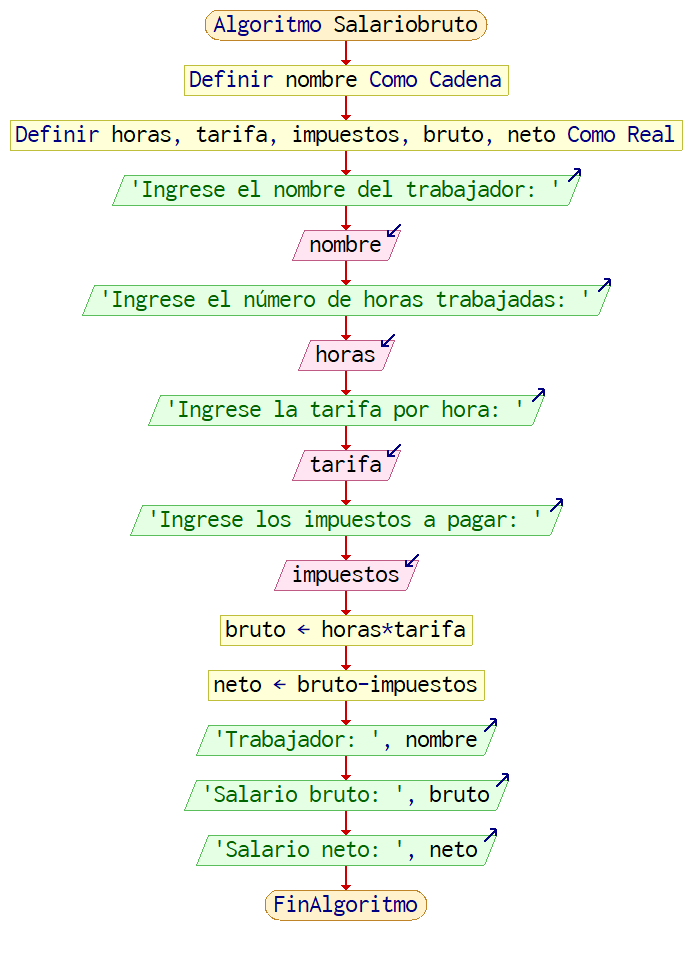 Algoritmo Salariobruto
Definir nombre Como Cadena
Definir horas, tarifa, impuestos, bruto, neto Como Real
'Ingrese el nombre del trabajador: '
nombre
'Ingrese el número de horas trabajadas: '
horas
'Ingrese la tarifa por hora: '
tarifa
'Ingrese los impuestos a pagar: '
impuestos
bruto ← horas*tarifa
neto ← bruto-impuestos
'Trabajador: ', nombre
'Salario bruto: ', bruto
'Salario neto: ', neto
FinAlgoritmo